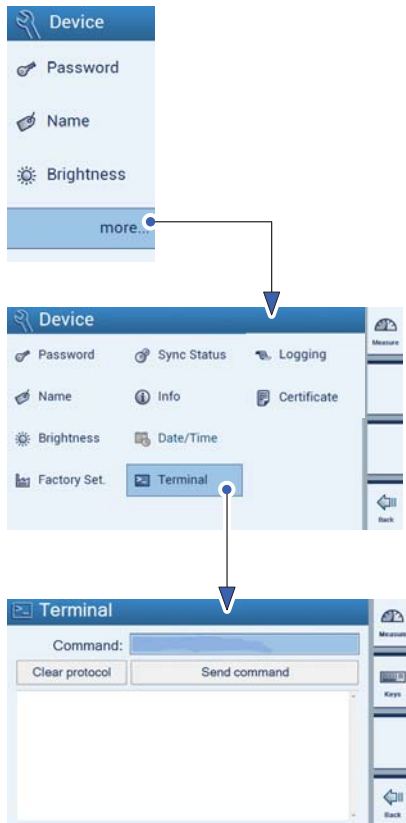 Device
Password
Name
Brightness
more...
Device
Measure
Password Sync Status Logging
Name Info Certificate
Brightness Date/Time
Factory Set. Terminal
Back
Terminal
Measure
Command:
Clear protocol Send command
Keys
Back